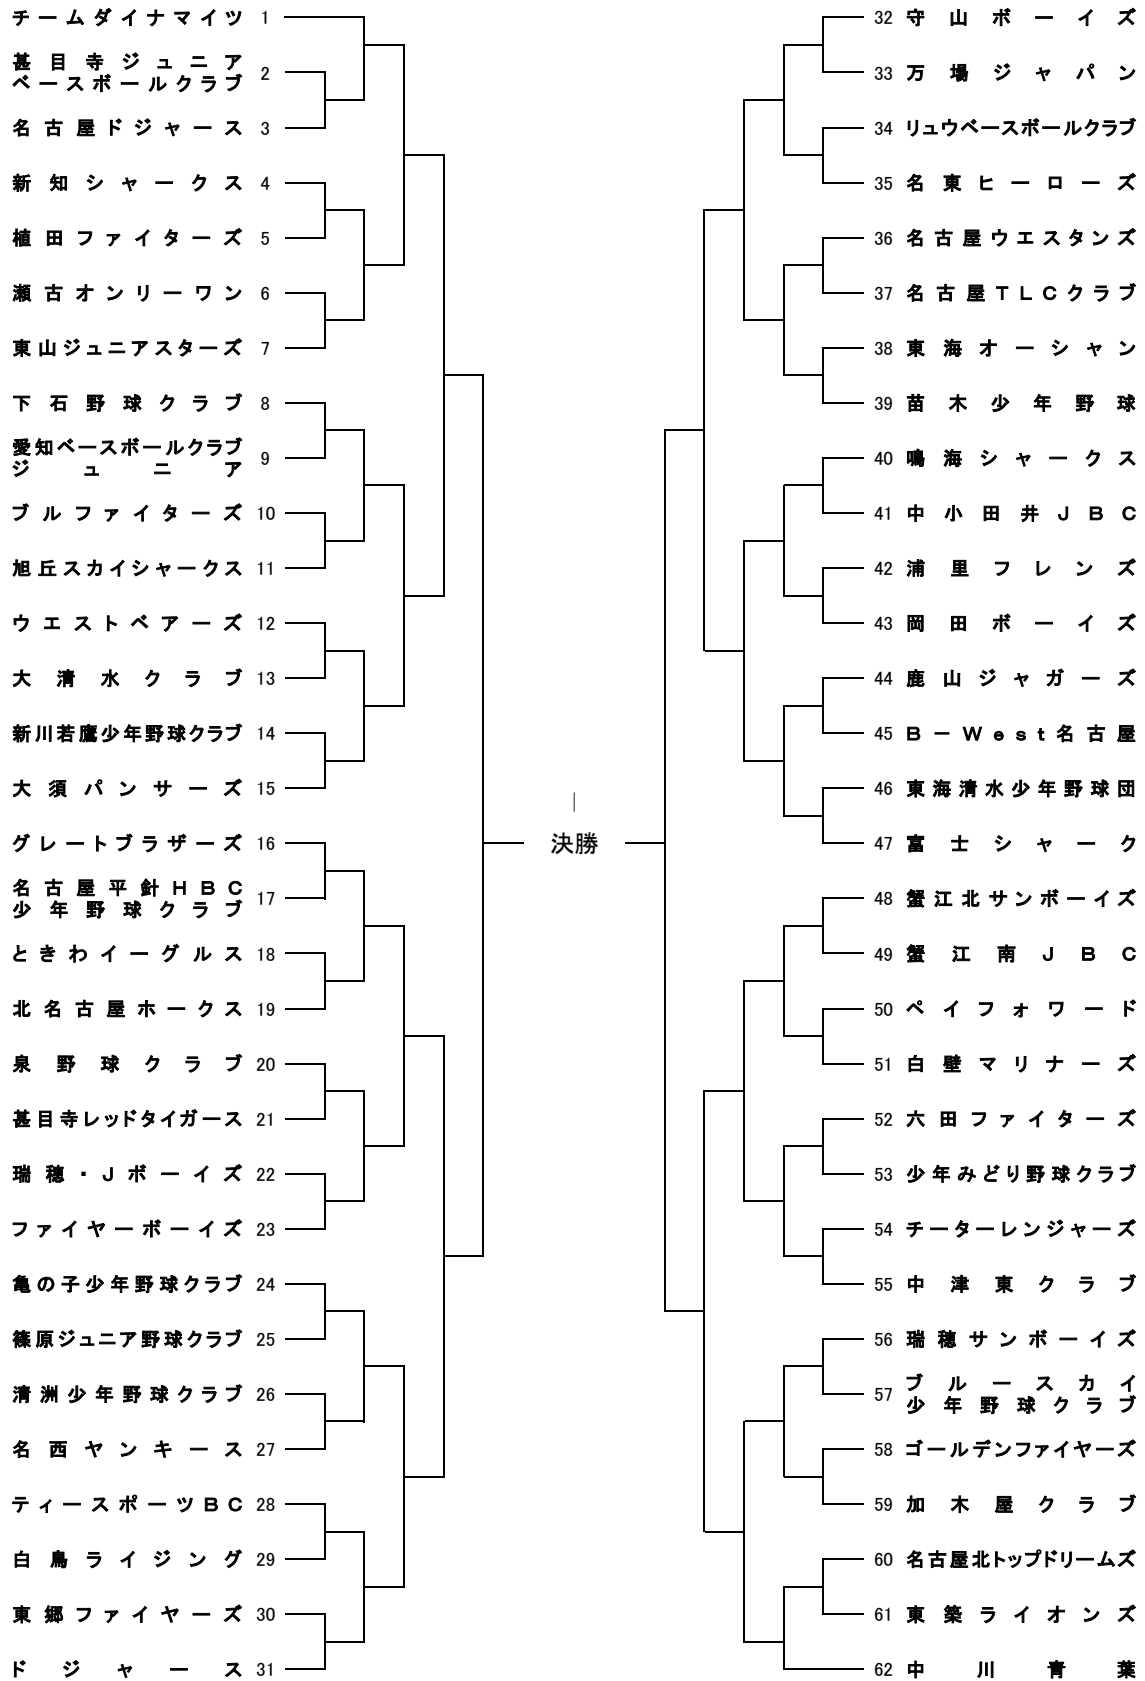 チームダイナマイツ 1
甚目寺ジュニア
ベースボールクラブ 2
名古屋ドジャース 3
新知シャークス 4
植田ファイターズ 5
瀬古オンリーワン 6
東山ジュニアスターズ 7
下石野球クラブ 8
愛知ベースボールクラブ
ジュニア 9
ブルファイターズ 10
旭丘スカイシャークス 11
ウエストベアーズ 12
大清水クラブ 13
新川若鷹少年野球クラブ 14
大須パンサーズ 15
グレートブラザーズ 16
名古屋平針HBC
少年野球クラブ 17
ときわイーグルス 18
北名古屋ホークス 19
泉野球クラブ 20
甚目寺レッドタイガース 21
瑞穂・Jボーイズ 22
ファイヤーボーイズ 23
亀の子少年野球クラブ 24
篠原ジュニア野球クラブ 25
清洲少年野球クラブ 26
名西ヤンキース 27
ティースポーツBC 28
白鳥ライジング 29
東郷ファイヤーズ 30
ドジャース 31
決勝
32 守山ボーイズ
33 万場ジャパン
34 リュウベースボールクラブ
35 名東ヒーローズ
36 名古屋ウエスタンズ
37 名古屋TLCクラブ
38 東海オーシャン
39 苗木少年野球
40 鳴海シャークス
41 中小田井JBC
42 浦里フレンズ
43 岡田ボーイズ
44 鹿山ジャガーズ
45 B－West名古屋
46 東海清水少年野球団
47 富士シャーク
48 蟹江北サンボーイズ
49 蟹江南JBC
50 ペイフォワード
51 白壁マリナーズ
52 六田ファイターズ
53 少年みどり野球クラブ
54 チーターレンジャーズ
55 中津東クラブ
56 瑞穂サンボーイズ
57 ブルースカイ
少年野球クラブ
58 ゴールデンファイヤーズ
59 加木屋クラブ
60 名古屋北トップドリームズ
61 東築ライオンズ
62 中川青葉